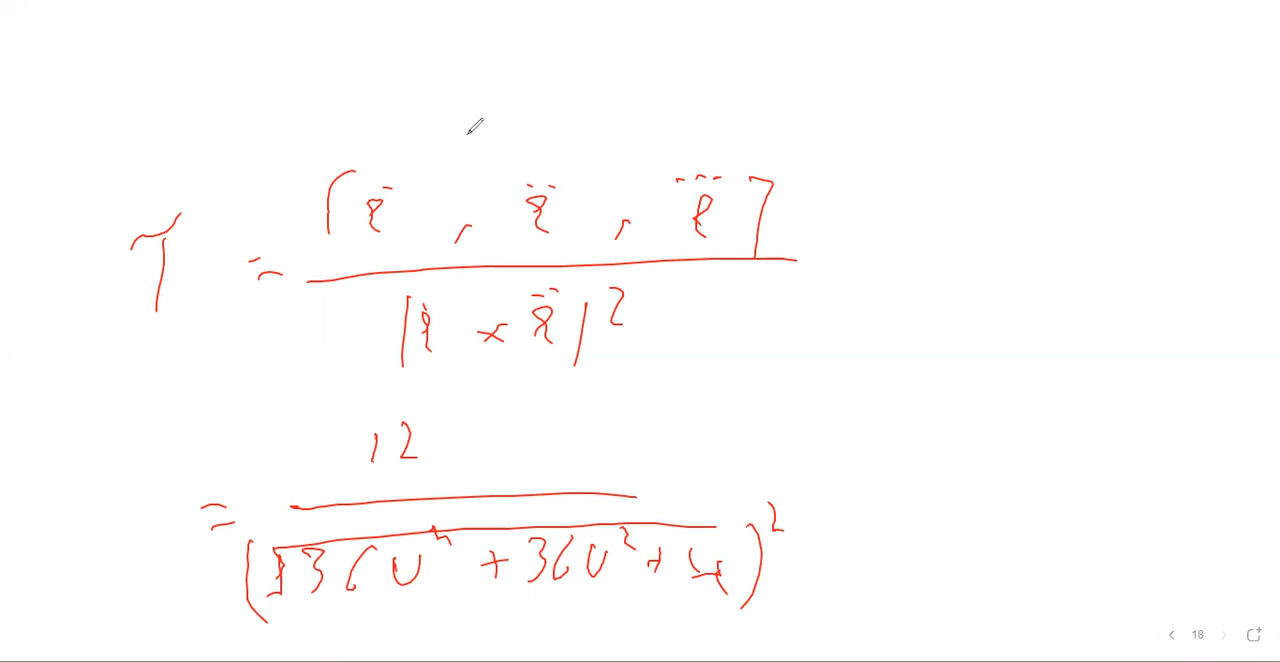 τ = [ṙ , r̈ , r⃛] / |ṙ × r̈|²
= 12 / (√36u⁴ + 36u² + 4)²
18